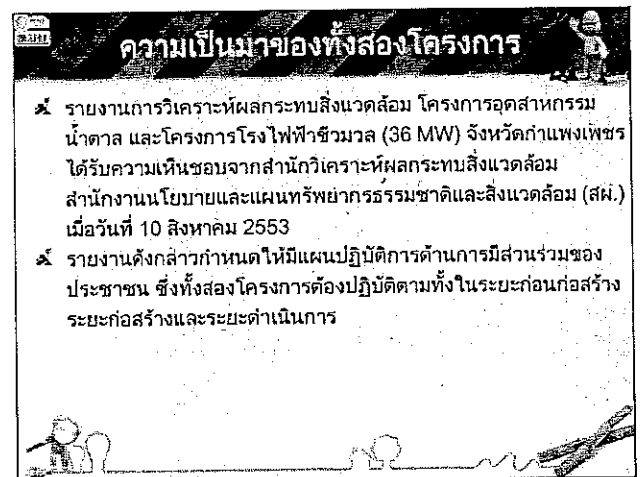 ความเป็นมาของทั้งสองโครงการ
รายงานการวิเคราะห์ผลกระทบสิ่งแวดล้อม โครงการอุตสาหกรรม
น้ำตาล และโครงการโรงไฟฟ้าชีวมวล (36 MW) จังหวัดกำแพงเพชร
ได้รับความเห็นชอบจากสำนักวิเคราะห์ผลกระทบสิ่งแวดล้อม
สำนักงานนโยบายและแผนทรัพยากรธรรมชาติและสิ่งแวดล้อม (สผ.)
เมื่อวันที่ 10 สิงหาคม 2553
รายงานดังกล่าวกำหนดให้มีแผนปฏิบัติการด้านการมีส่วนร่วมของ
ประชาชน ซึ่งทั้งสองโครงการต้องปฏิบัติตามทั้งในระยะก่อนก่อสร้าง
ระยะก่อสร้างและระยะดำเนินการ